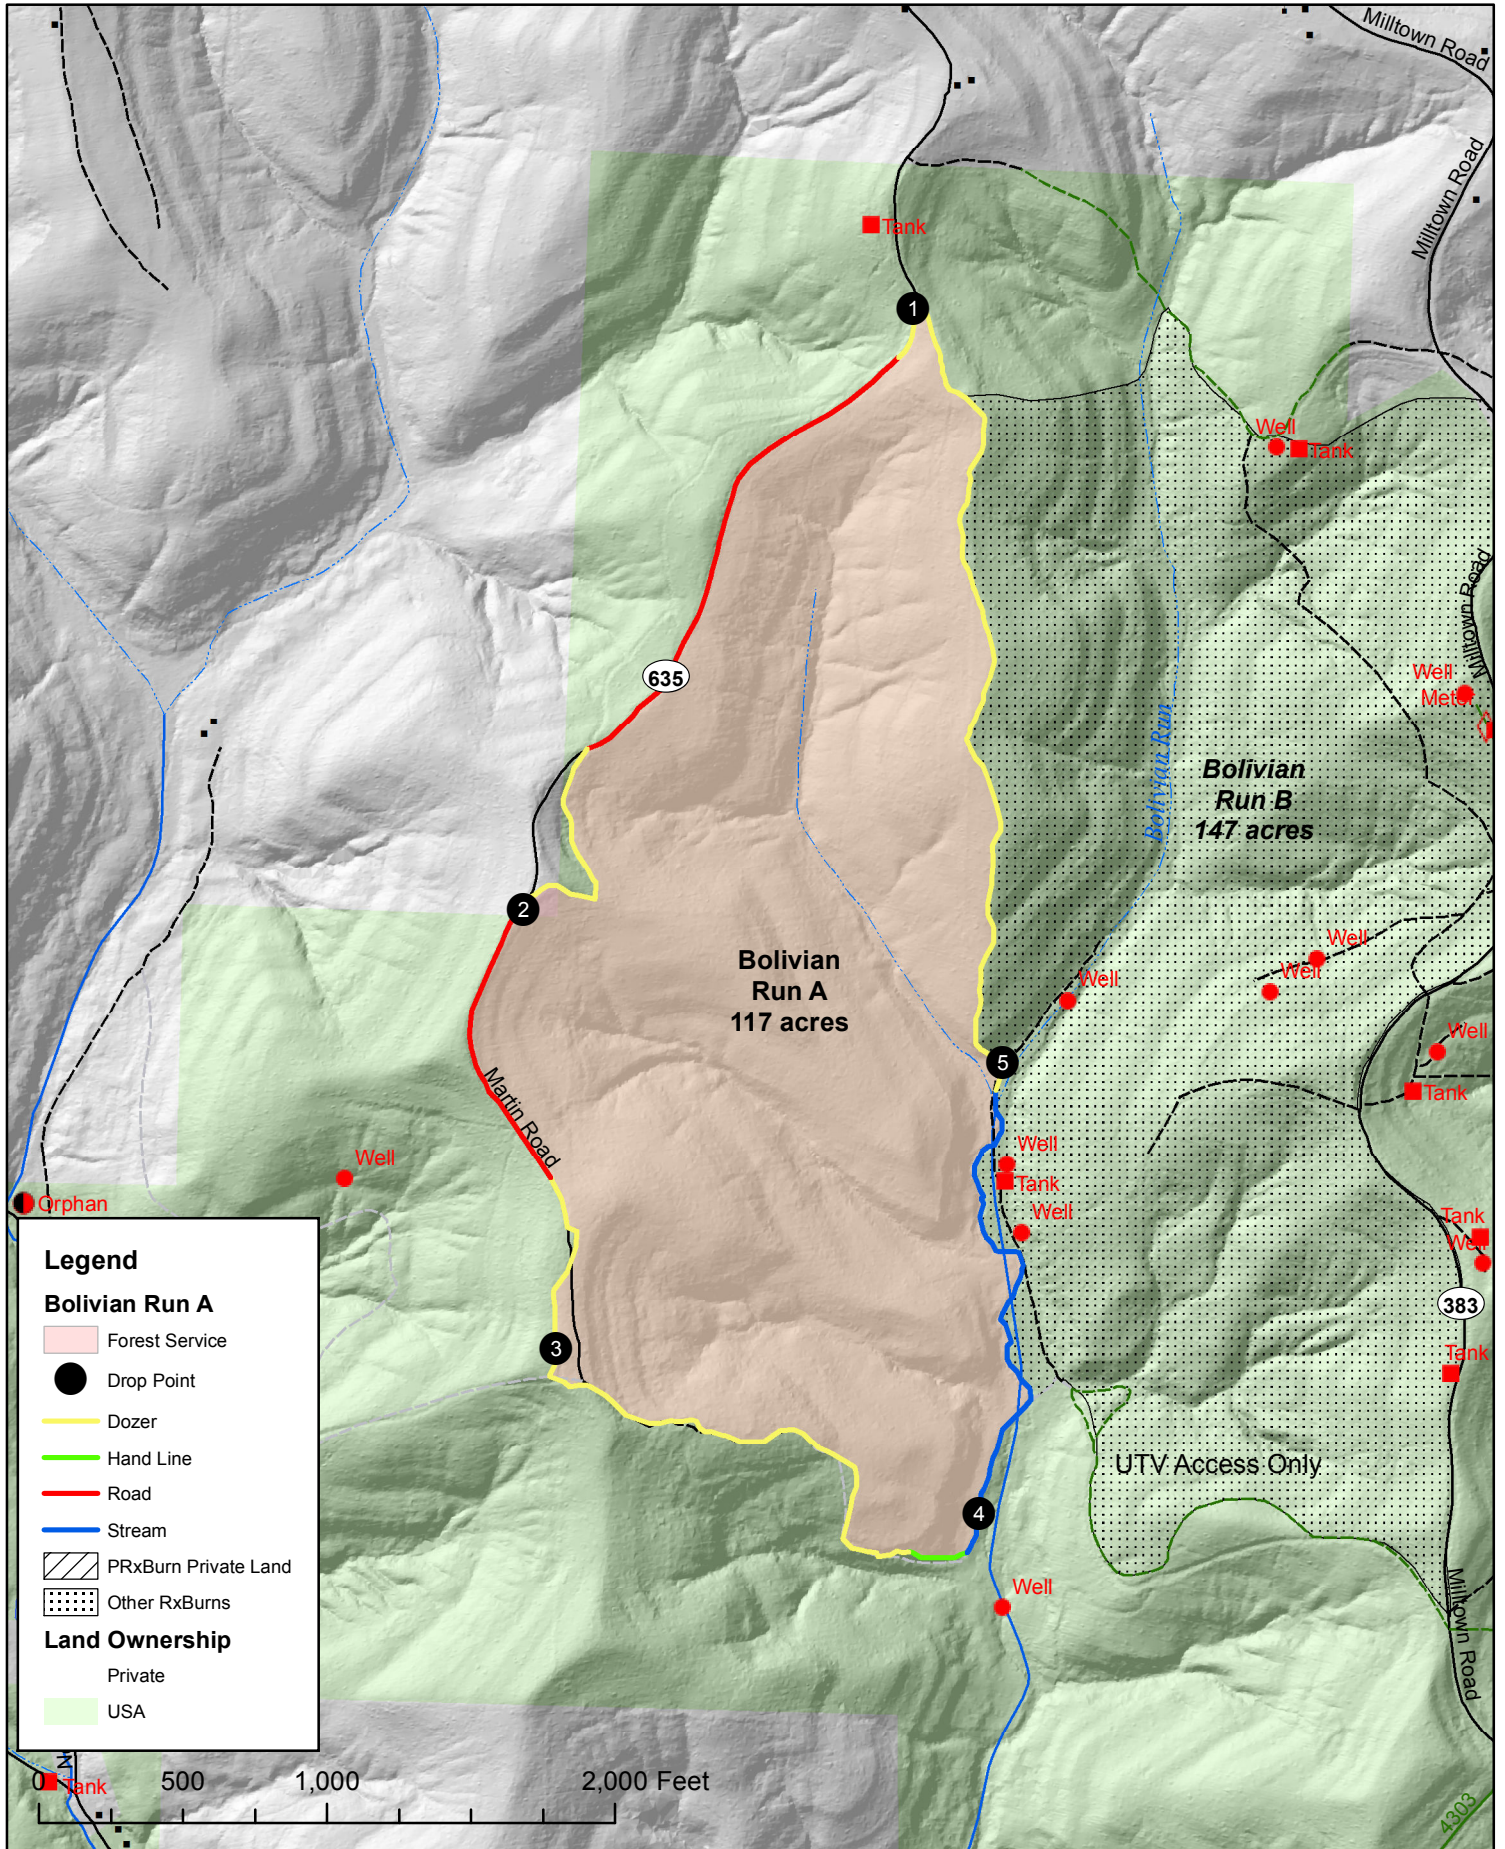 Milltown Road
Milltown Road
Tank
1
Well
Tank
Milltown Road
635
Well
Bolivian Run
Bolivian
Run B
147 acres
2
Bolivian
Run A
117 acres
Well
Well
Well
Well
5
Martin Road
Tank
Well
Tank
Well
Well
Orphan
Tank
383
3
Tank
UTV Access Only
4
Well
Milltown Road
Legend
Bolivian Run A
Forest Service
Drop Point
Dozer
Hand Line
Road
Stream
PRxBurn Private Land
Other RxBurns
Land Ownership
Private
USA
N
Tank
0 500 1,000 2,000 Feet
4303